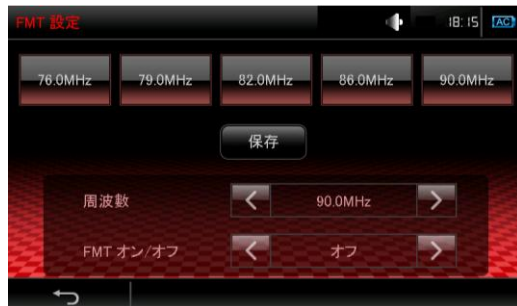 FMT 設定 18:15 AC
76.0MHz 79.0MHz 82.0MHz 86.0MHz 90.0MHz
保存
周波數 90.0MHz
FMT オン/オフ オフ